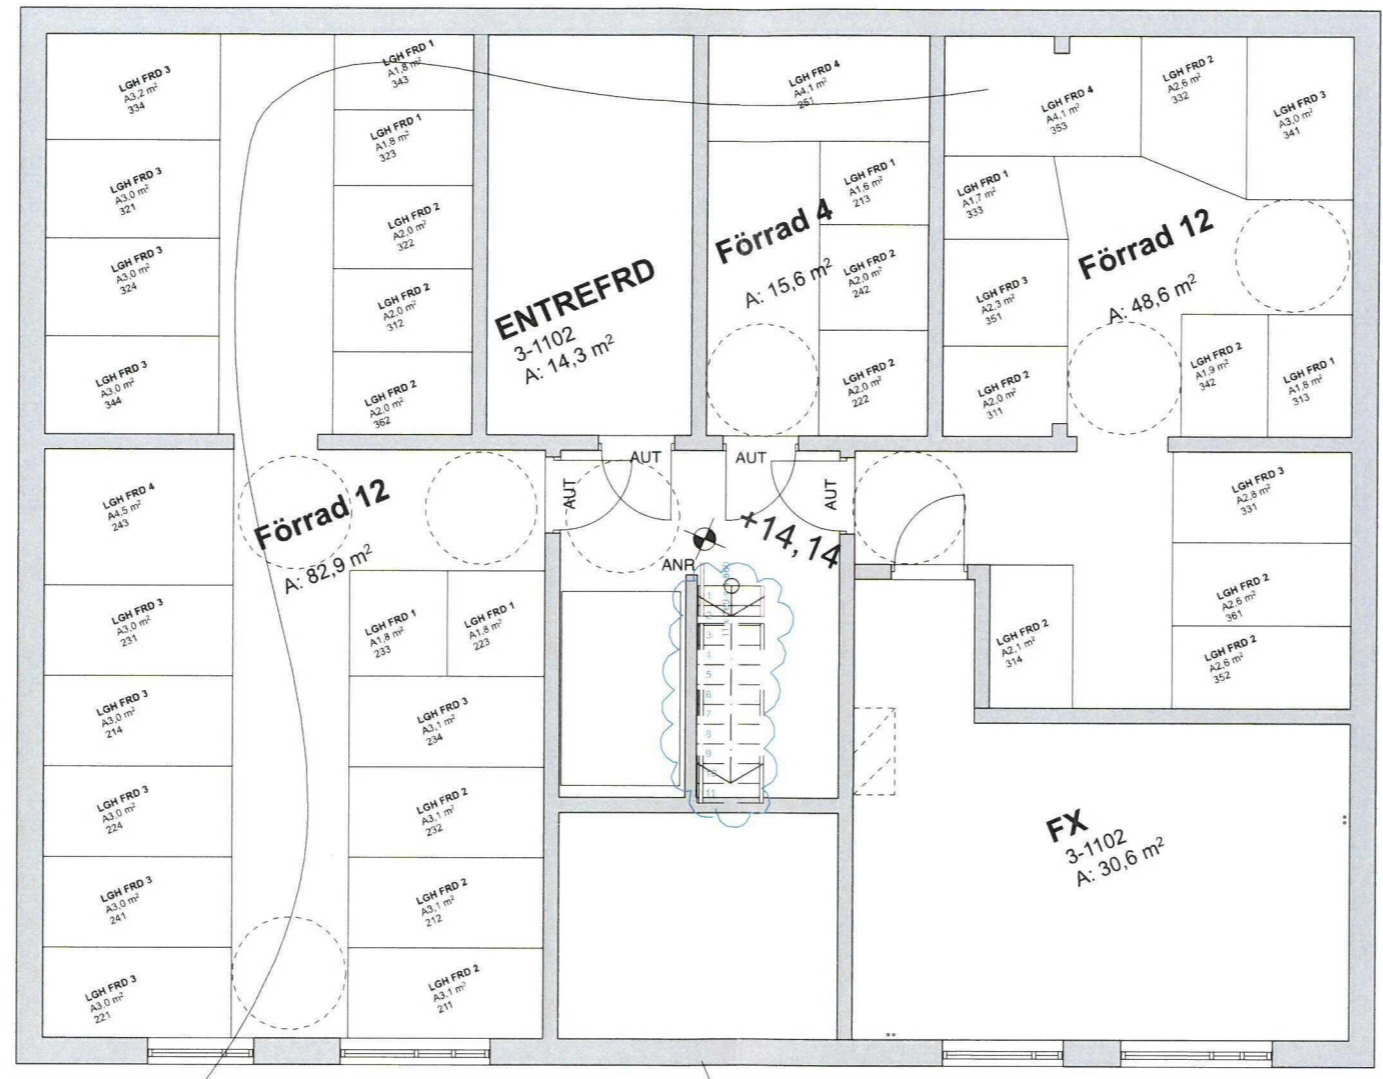 LGH FRD 3
A3,2 m²
334
LGH FRD 3
A3,0 m²
321
LGH FRD 3
A3,0 m²
324
LGH FRD 3
A3,0 m²
344
LGH FRD 1
A1,8 m²
343
LGH FRD 1
A1,8 m²
323
LGH FRD 2
A2,0 m²
322
LGH FRD 2
A2,0 m²
312
LGH FRD 2
A2,0 m²
362
ENTREFRD
3-1102
A: 14,3 m²
LGH FRD 4
A4,1 m²
251
Förrad 4
A: 15,6 m²
LGH FRD 1
A1,6 m²
213
LGH FRD 2
A2,0 m²
242
LGH FRD 2
A2,0 m²
222
LGH FRD 4
A4,1 m²
353
LGH FRD 2
A2,6 m²
332
LGH FRD 3
A3,0 m²
341
LGH FRD 1
A1,7 m²
333
Förrad 12
A: 48,6 m²
LGH FRD 3
A2,3 m²
351
LGH FRD 2
A2,0 m²
311
LGH FRD 2
A1,9 m²
342
LGH FRD 1
A1,8 m²
313
AUT
AUT
AUT
AUT
LGH FRD 4
A4,5 m²
243
Förrad 12
A: 82,9 m²
+14,14
ANR
LGH FRD 3
A2,8 m²
331
LGH FRD 2
A2,6 m²
361
LGH FRD 2
A2,6 m²
352
LGH FRD 2
A2,1 m²
314
LGH FRD 3
A3,0 m²
231
LGH FRD 1
A1,8 m²
233
LGH FRD 1
A1,8 m²
223
LGH FRD 3
A3,0 m²
214
LGH FRD 3
A3,1 m²
234
LGH FRD 3
A3,0 m²
224
LGH FRD 2
A3,1 m²
232
LGH FRD 3
A3,0 m²
241
LGH FRD 2
A3,1 m²
212
LGH FRD 3
A3,0 m²
221
LGH FRD 2
A3,1 m²
211
1
2
3
4
5
6
7
8
9
10
11
FX
3-1102
A: 30,6 m²